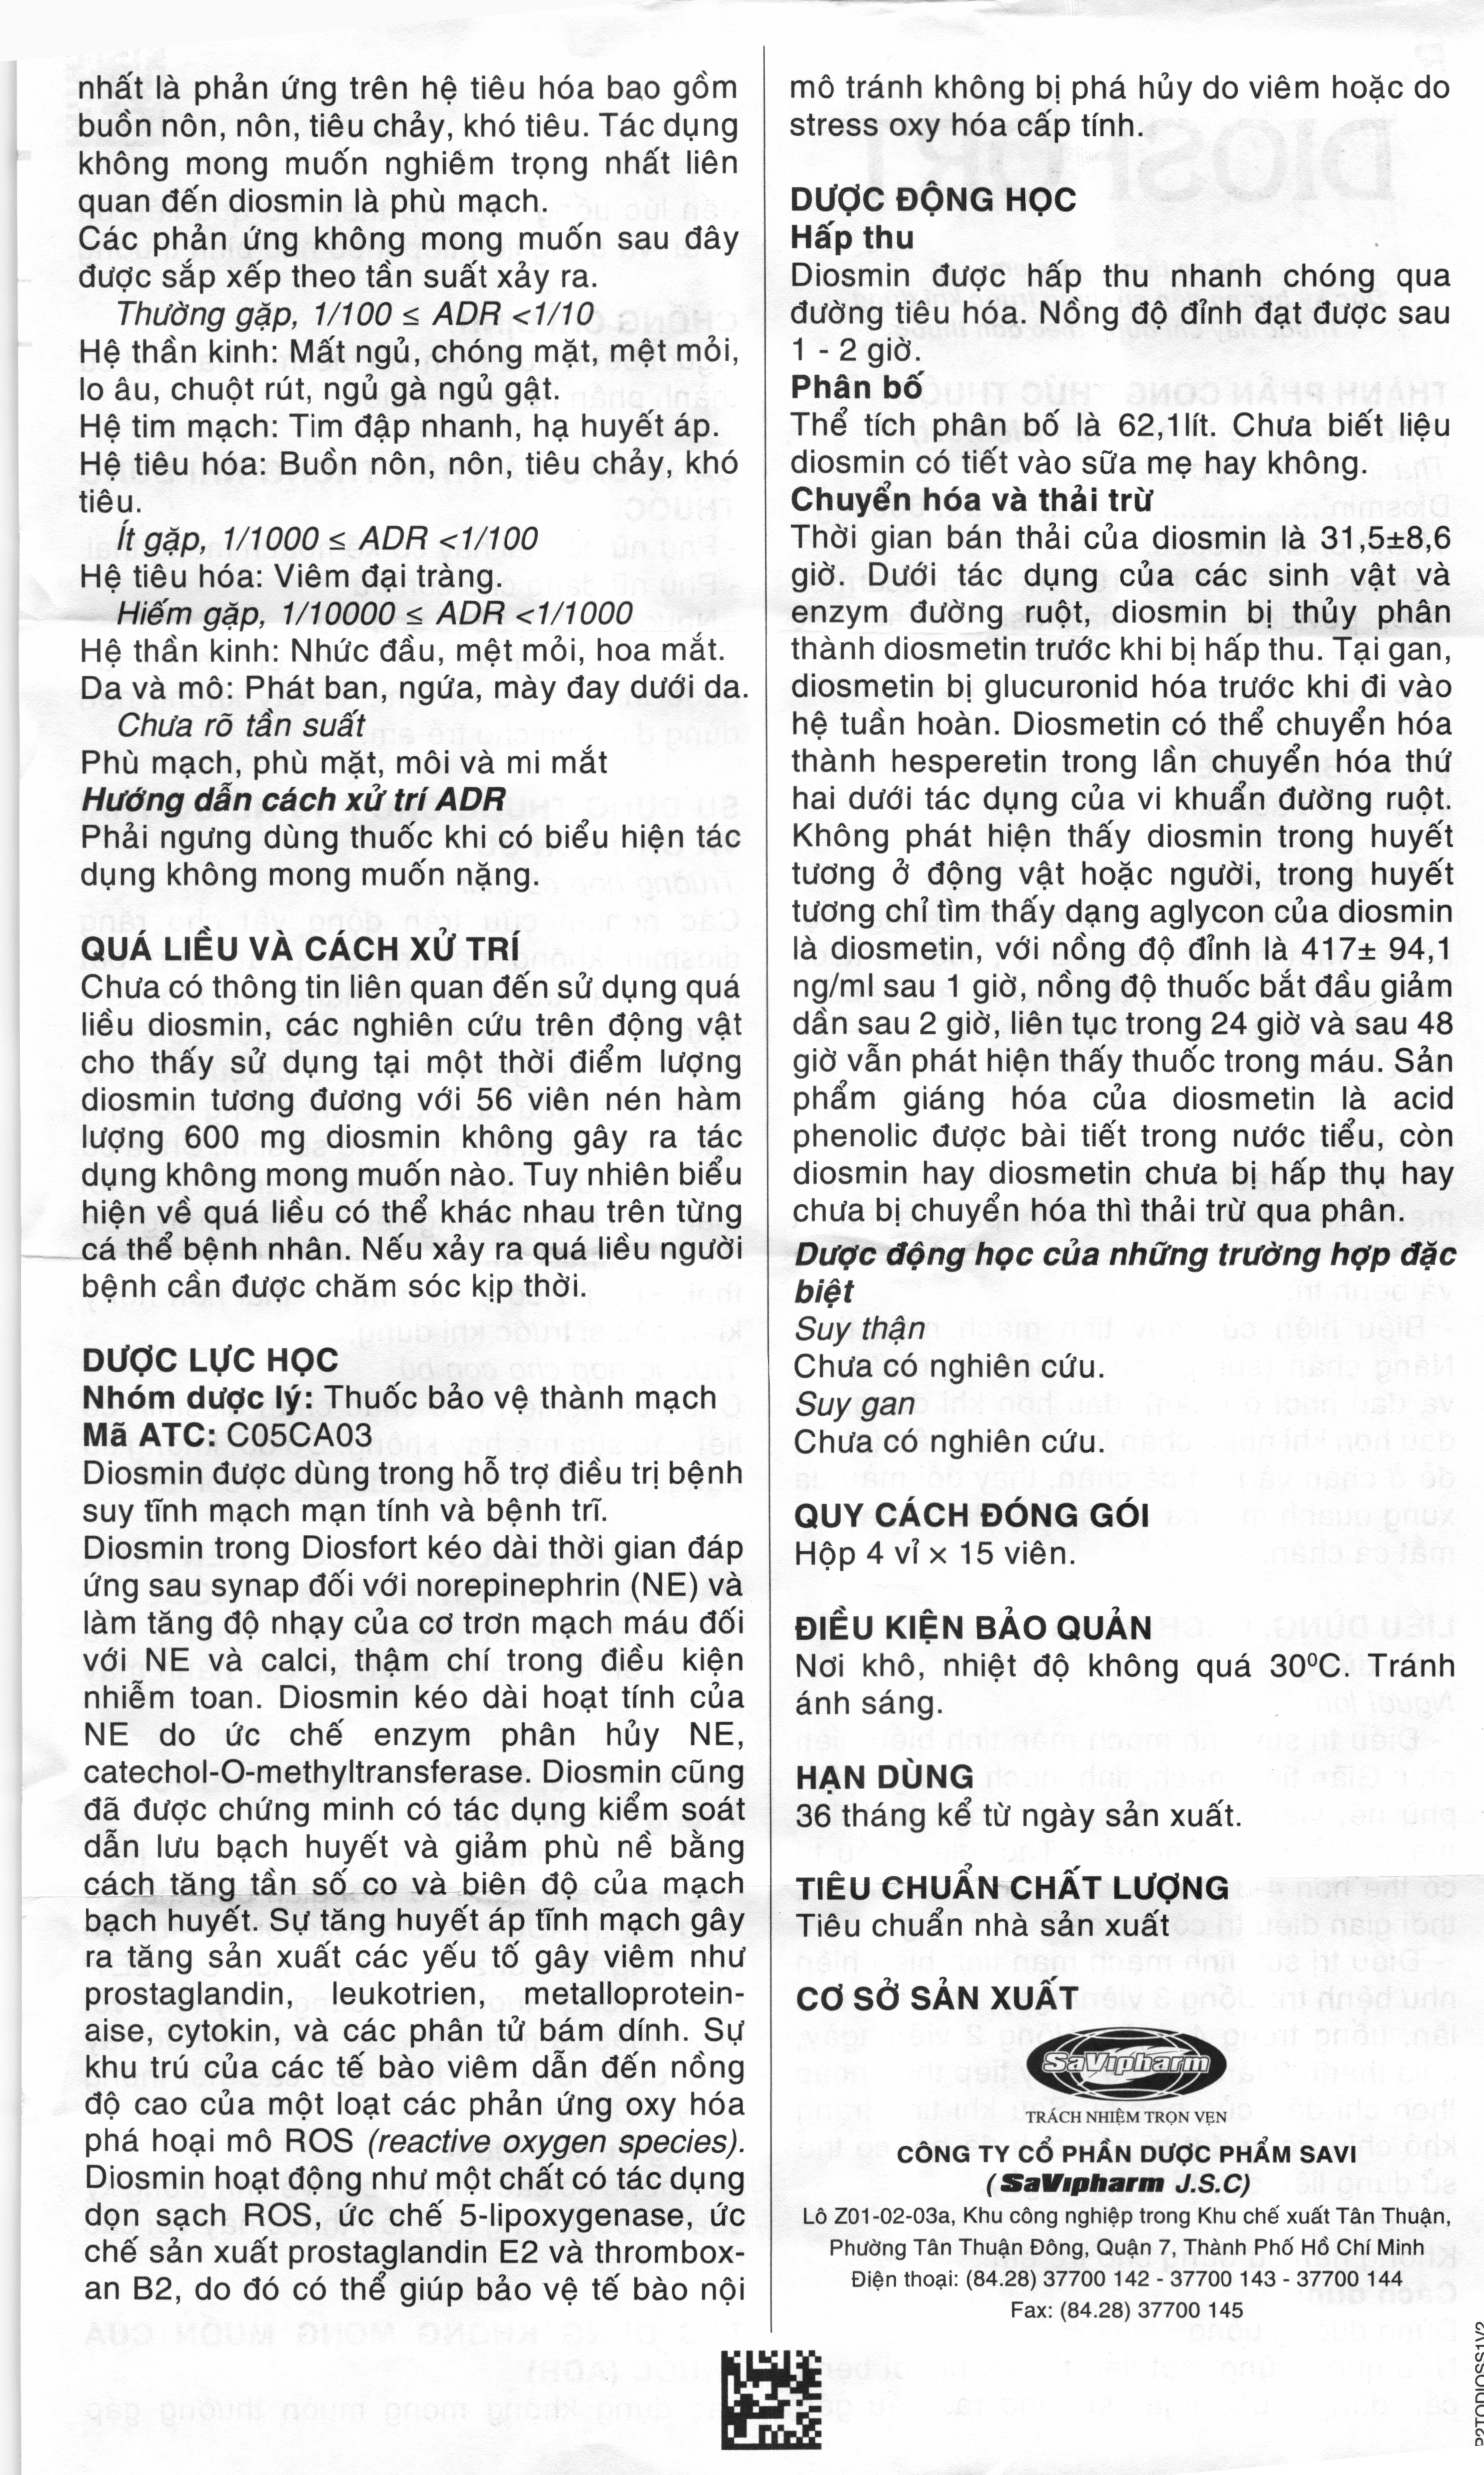 nhất là phản ứng trên hệ tiêu hóa bao gồm
buồn nôn, nôn, tiêu chảy, khó tiêu. Tác dụng
không mong muốn nghiêm trọng nhất liên
quan đến diosmin là phù mạch.
Các phản ứng không mong muốn sau đây
được sắp xếp theo tần suất xảy ra.
Thường gặp, 1/100 ≤ ADR <1/10
Hệ thần kinh: Mất ngủ, chóng mặt, mệt mỏi,
lo âu, chuột rút, ngủ gà ngủ gật.
Hệ tim mạch: Tim đập nhanh, hạ huyết áp.
Hệ tiêu hóa: Buồn nôn, nôn, tiêu chảy, khó
tiêu.
Ít gặp, 1/1000 ≤ ADR <1/100
Hệ tiêu hóa: Viêm đại tràng.
Hiếm gặp, 1/10000 ≤ ADR <1/1000
Hệ thần kinh: Nhức đầu, mệt mỏi, hoa mắt.
Da và mô: Phát ban, ngứa, mày đay dưới da.
Chưa rõ tần suất
Phù mạch, phù mặt, môi và mi mắt
Hướng dẫn cách xử trí ADR
Phải ngưng dùng thuốc khi có biểu hiện tác
dụng không mong muốn nặng.
QUÁ LIỀU VÀ CÁCH XỬ TRÍ
Chưa có thông tin liên quan đến sử dụng quá
liều diosmin, các nghiên cứu trên động vật
cho thấy sử dụng tại một thời điểm lượng
diosmin tương đương với 56 viên nén hàm
lượng 600 mg diosmin không gây ra tác
dụng không mong muốn nào. Tuy nhiên biểu
hiện về quá liều có thể khác nhau trên từng
cá thể bệnh nhân. Nếu xảy ra quá liều người
bệnh cần được chăm sóc kịp thời.
DƯỢC LỰC HỌC
Nhóm dược lý: Thuốc bảo vệ thành mạch
Mã ATC: C05CA03
Diosmin được dùng trong hỗ trợ điều trị bệnh
suy tĩnh mạch mạn tính và bệnh trĩ.
Diosmin trong Diosfort kéo dài thời gian đáp
ứng sau synap đối với norepinephrin (NE) và
làm tăng độ nhạy của cơ trơn mạch máu đối
với NE và calci, thậm chí trong điều kiện
nhiễm toan. Diosmin kéo dài hoạt tính của
NE do ức chế enzym phân hủy NE,
catechol-O-methyltransferase. Diosmin cũng
đã được chứng minh có tác dụng kiểm soát
dẫn lưu bạch huyết và giảm phù nề bằng
cách tăng tần số co và biên độ của mạch
bạch huyết. Sự tăng huyết áp tĩnh mạch gây
ra tăng sản xuất các yếu tố gây viêm như
prostaglandin, leukotrien, metalloprotein-
aise, cytokin, và các phân tử bám dính. Sự
khu trú của các tế bào viêm dẫn đến nồng
độ cao của một loạt các phản ứng oxy hóa
phá hoại mô ROS (reactive oxygen species).
Diosmin hoạt động như một chất có tác dụng
dọn sạch ROS, ức chế 5-lipoxygenase, ức
chế sản xuất prostaglandin E2 và thrombox-
an B2, do đó có thể giúp bảo vệ tế bào nội
mô tránh không bị phá hủy do viêm hoặc do
stress oxy hóa cấp tính.
DƯỢC ĐỘNG HỌC
Hấp thu
Diosmin được hấp thu nhanh chóng qua
đường tiêu hóa. Nồng độ đỉnh đạt được sau
1 - 2 giờ.
Phân bố
Thể tích phân bố là 62,1lít. Chưa biết liệu
diosmin có tiết vào sữa mẹ hay không.
Chuyển hóa và thải trừ
Thời gian bán thải của diosmin là 31,5±8,6
giờ. Dưới tác dụng của các sinh vật và
enzym đường ruột, diosmin bị thủy phân
thành diosmetin trước khi bị hấp thu. Tại gan,
diosmetin bị glucuronid hóa trước khi đi vào
hệ tuần hoàn. Diosmetin có thể chuyển hóa
thành hesperetin trong lần chuyển hóa thứ
hai dưới tác dụng của vi khuẩn đường ruột.
Không phát hiện thấy diosmin trong huyết
tương ở động vật hoặc người, trong huyết
tương chỉ tìm thấy dạng aglycon của diosmin
là diosmetin, với nồng độ đỉnh là 417± 94,1
ng/ml sau 1 giờ, nồng độ thuốc bắt đầu giảm
dần sau 2 giờ, liên tục trong 24 giờ và sau 48
giờ vẫn phát hiện thấy thuốc trong máu. Sản
phẩm giáng hóa của diosmetin là acid
phenolic được bài tiết trong nước tiểu, còn
diosmin hay diosmetin chưa bị hấp thụ hay
chưa bị chuyển hóa thì thải trừ qua phân.
Dược động học của những trường hợp đặc
biệt
Suy thận
Chưa có nghiên cứu.
Suy gan
Chưa có nghiên cứu.
QUY CÁCH ĐÓNG GÓI
Hộp 4 vỉ × 15 viên.
ĐIỀU KIỆN BẢO QUẢN
Nơi khô, nhiệt độ không quá 30⁰C. Tránh
ánh sáng.
HẠN DÙNG
36 tháng kể từ ngày sản xuất.
TIÊU CHUẨN CHẤT LƯỢNG
Tiêu chuẩn nhà sản xuất
CƠ SỞ SẢN XUẤT
SaVipharm
TRÁCH NHIỆM TRỌN VẸN
CÔNG TY CỔ PHẦN DƯỢC PHẨM SAVI
(SaVipharm J.S.C)
Lô Z01-02-03a, Khu công nghiệp trong Khu chế xuất Tân Thuận,
Phường Tân Thuận Đông, Quận 7, Thành Phố Hồ Chí Minh
Điện thoại: (84.28) 37700 142 - 37700 143 - 37700 144
Fax: (84.28) 37700 145
P2TODIOSS1V2